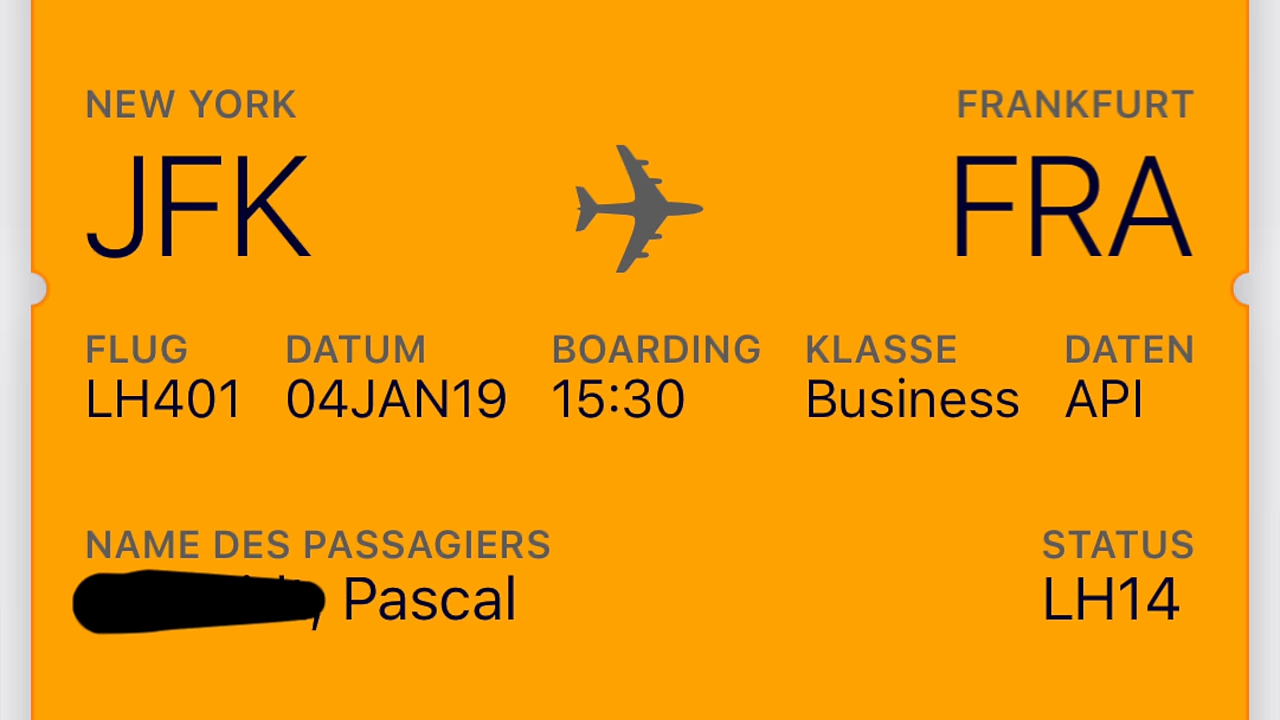 NEW YORK FRANKFURT
JFK FRA
FLUG DATUM BOARDING KLASSE DATEN
LH401 04JAN19 15:30 Business API
NAME DES PASSAGIERS STATUS
Pascal LH14